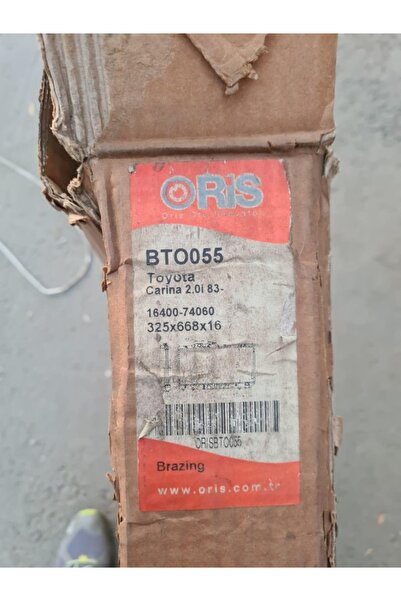 ORIS
BTO055
Toyota
Carina 2.0i 83-
16400-74060
325x668x16
ORISBTO055
Brazing
www.oris.com.tr